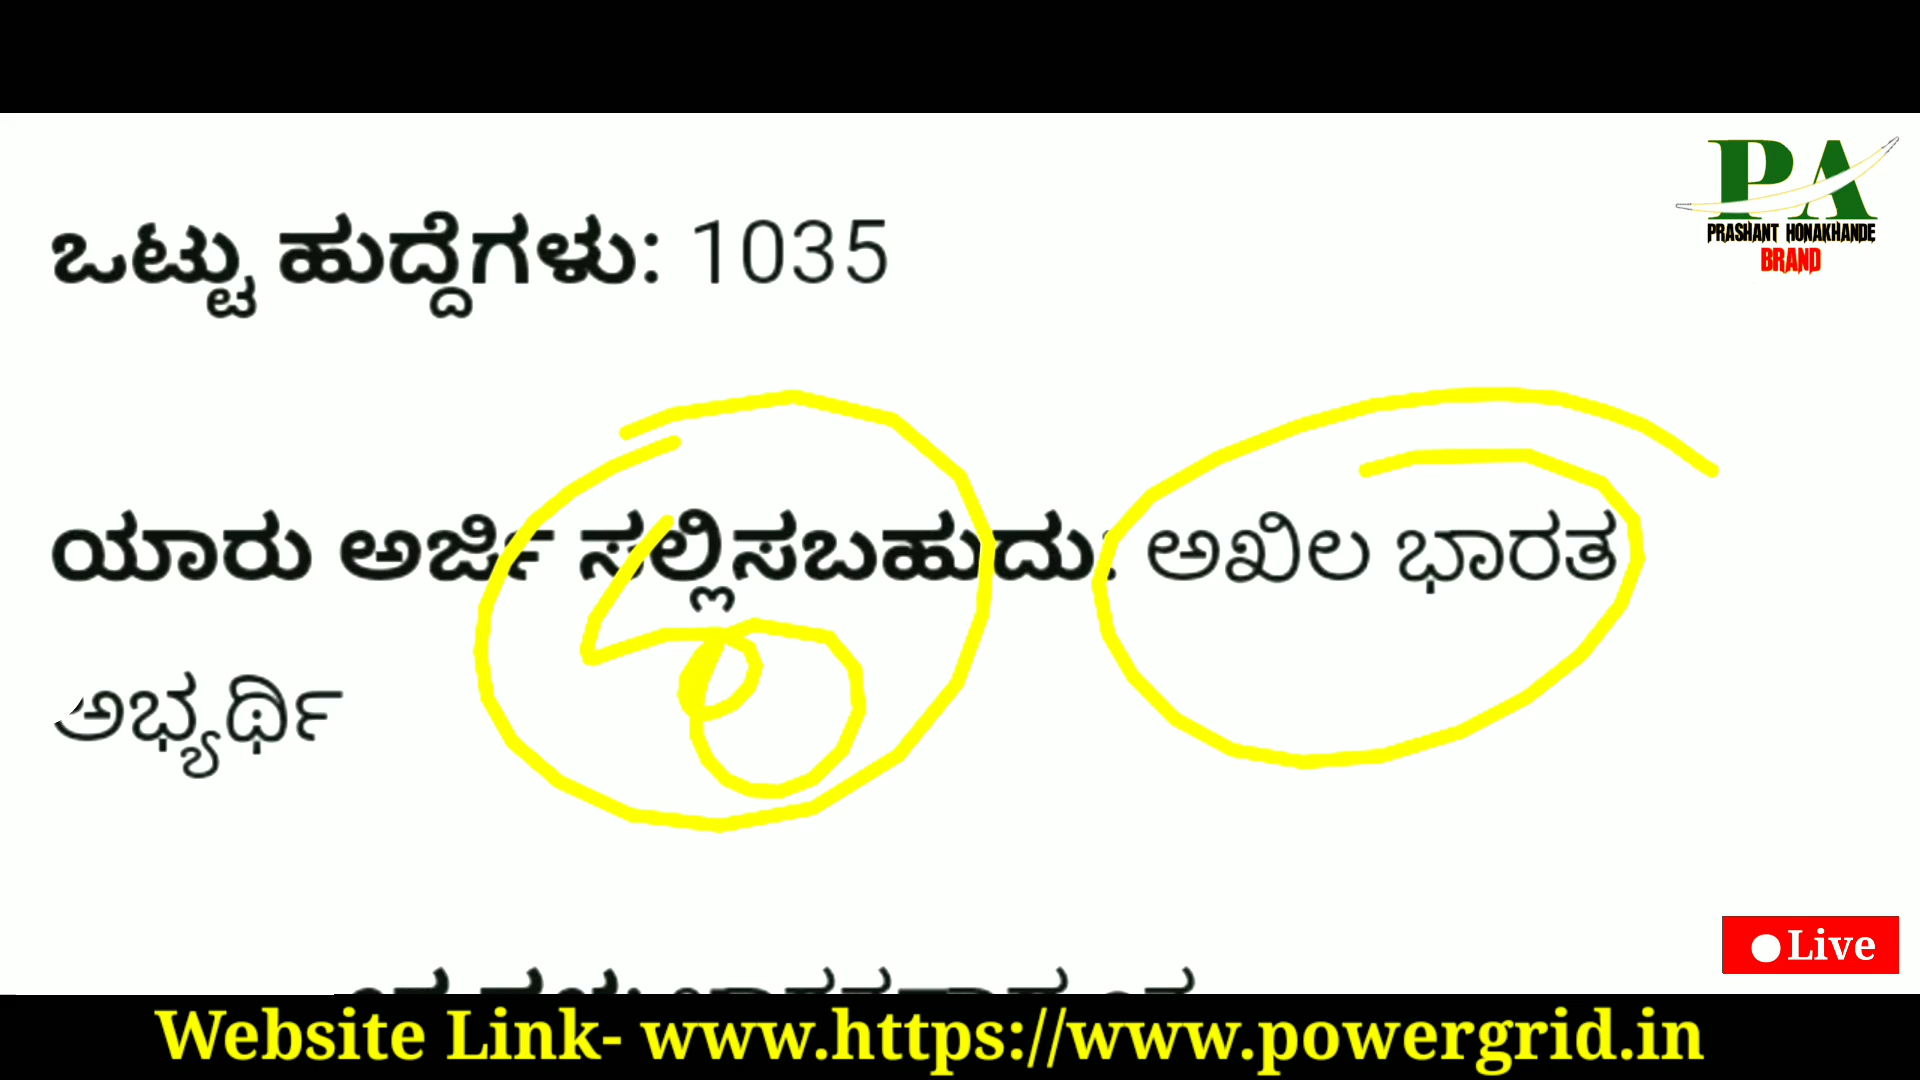 PA
PRASHANT HONAKHANDE
BRAND
ಒಟ್ಟು ಹುದ್ದೆಗಳು: 1035
ಯಾರು ಅರ್ಜಿ ಸಲ್ಲಿಸಬಹುದು: ಅಖಿಲ ಭಾರತ
ಅಭ್ಯರ್ಥಿ
Live
Website Link- www.https://www.powergrid.in